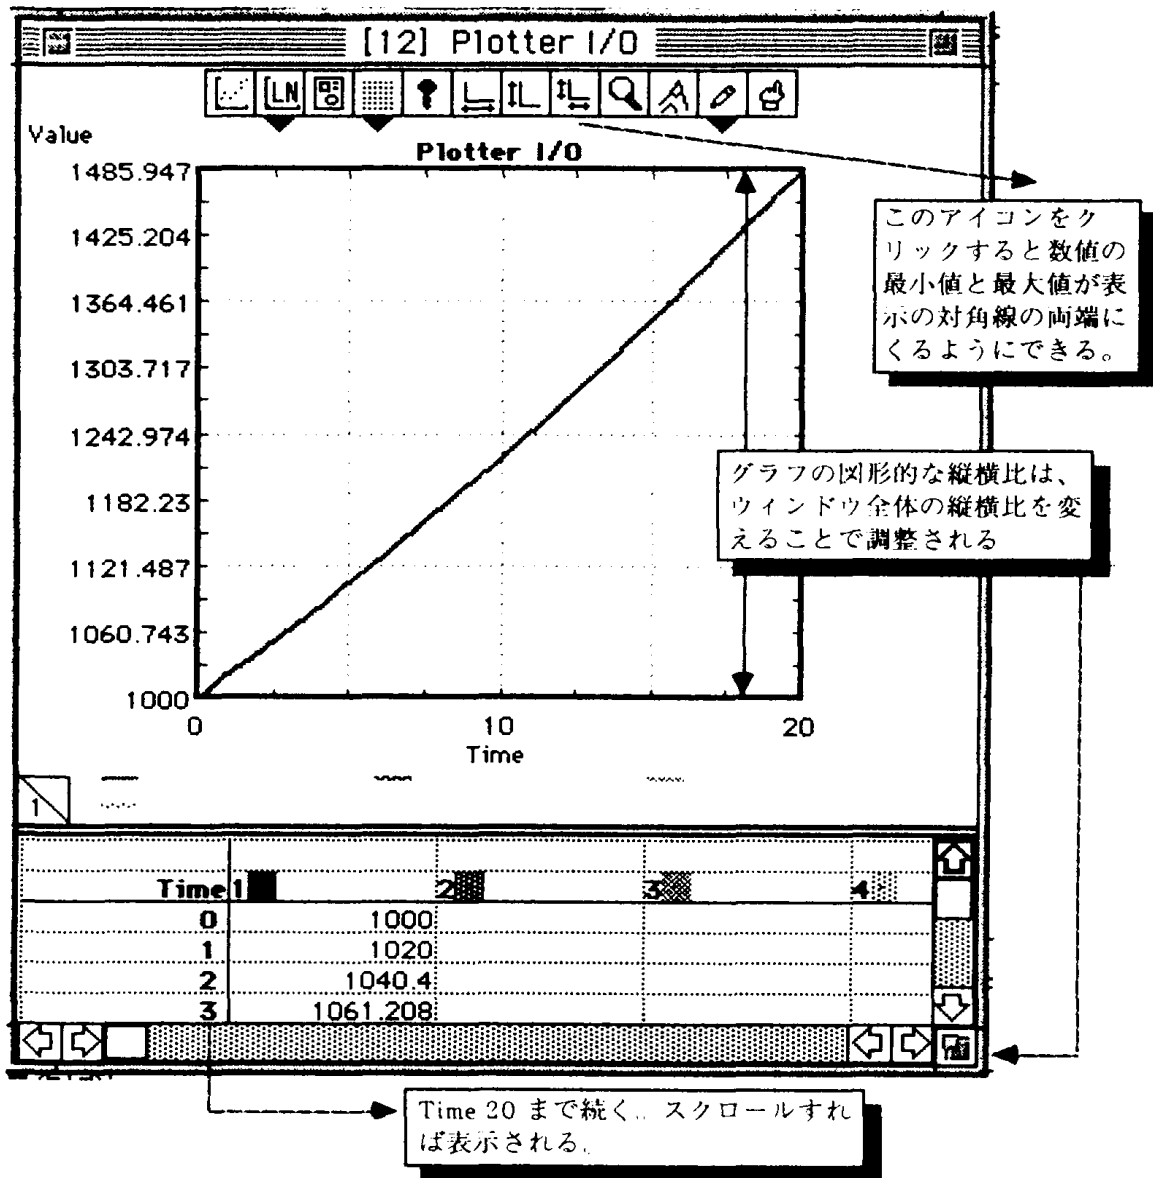 [12] Plotter I/O
LN
Value
Plotter I/O
1485.947
1425.204
1364.461
1303.717
1242.974
1182.23
1121.487
1060.743
1000
0 10 20
Time
このアイコンをク
リックすると数値の
最小値と最大値が表
示の対角線の両端に
くるようにできる。
グラフの図形的な縦横比は、
ウィンドウ全体の縦横比を変
えることで調整される
1
Time 1 2 3 4
0 1000
1 1020
2 1040.4
3 1061.208
Time 20 まで続く。スクロールすれ
ば表示される。